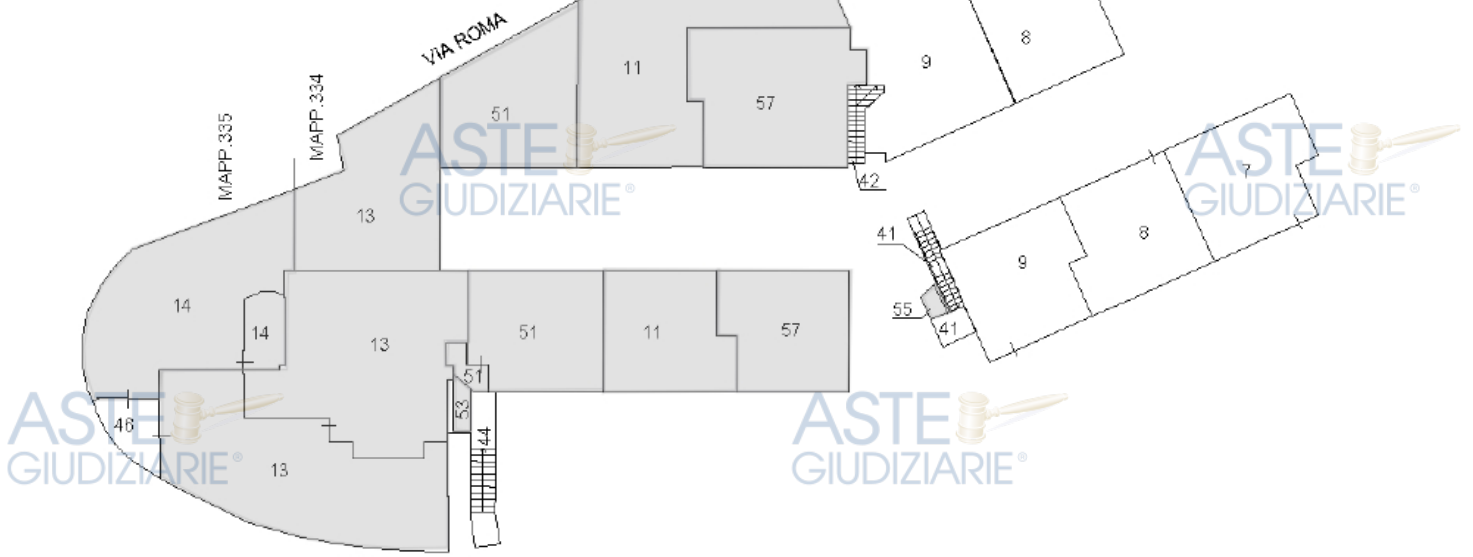 VIA ROMA
8
9
11
57
51
MAPP.334
MAPP.335
ASTE
GIUDIZIARIE®
ASTE
GIUDIZIARIE®
7
42
13
41
8
9
14
55
41
14
13
51
11
57
51
53
46
44
13
ASTE
GIUDIZIARIE®
ASTE
GIUDIZIARIE®